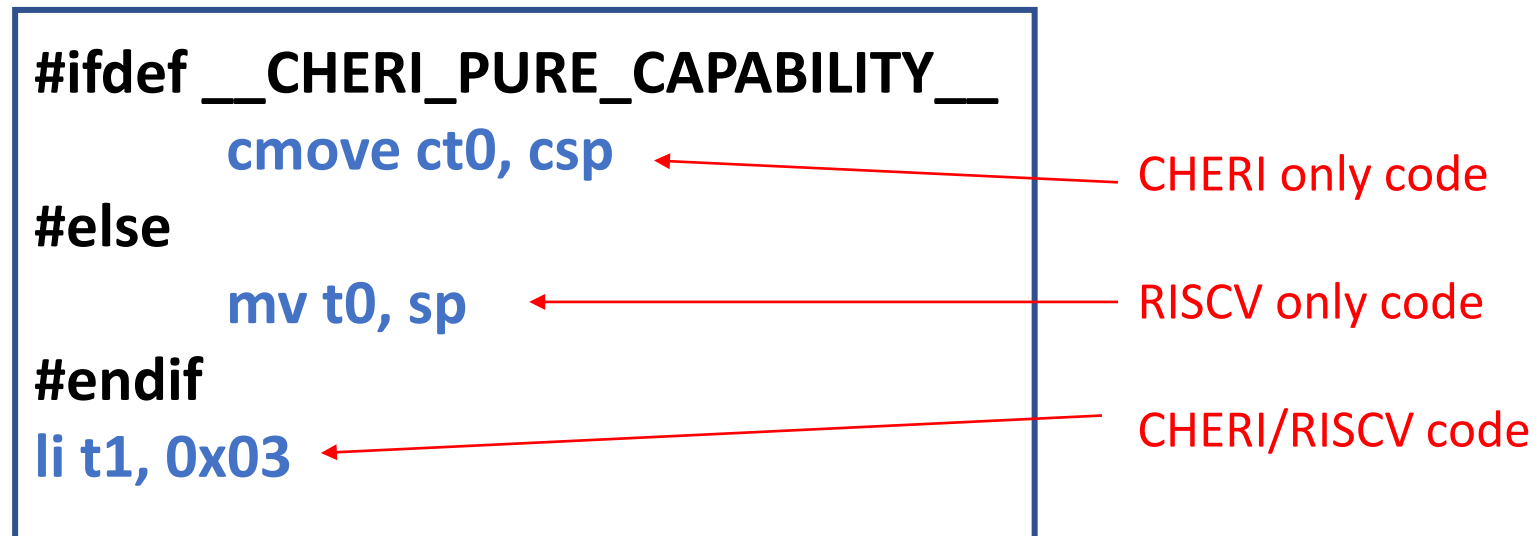 #ifdef __CHERI_PURE_CAPABILITY__
cmove ct0, csp
CHERI only code
#else
mv t0, sp
RISCV only code
#endif
li t1, 0x03
CHERI/RISCV code